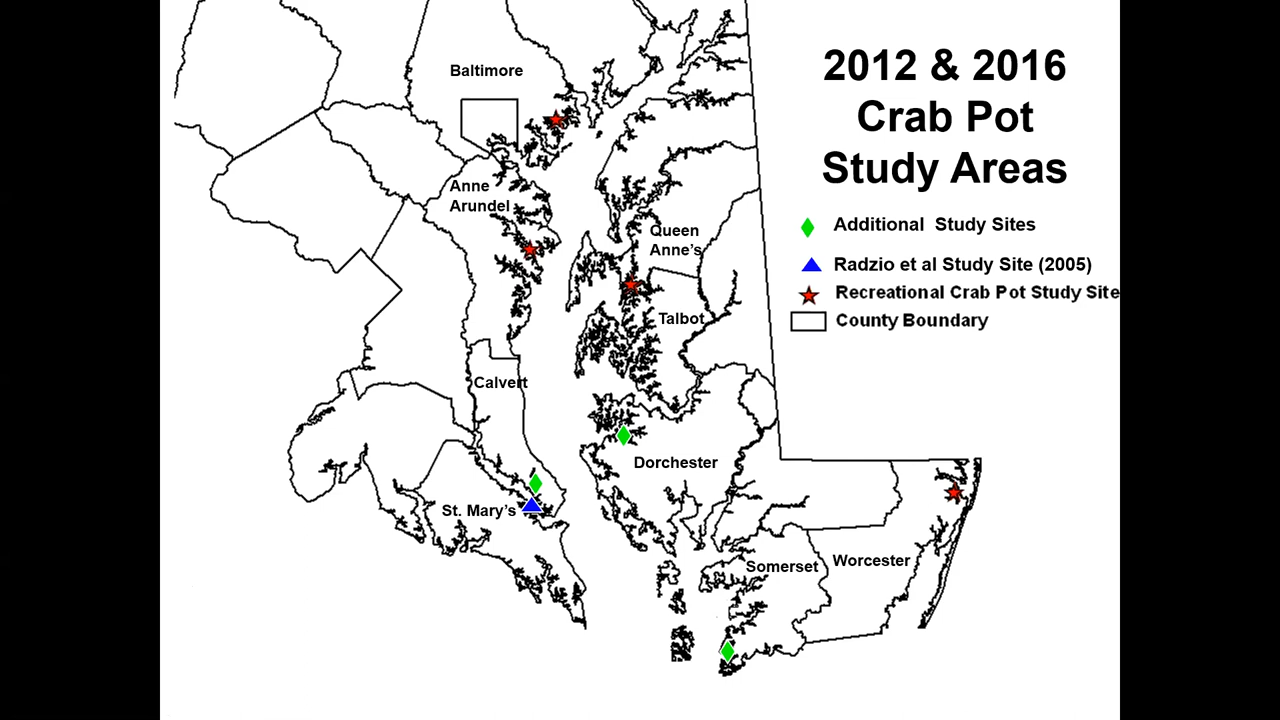 2012 & 2016
Crab Pot
Study Areas
Additional Study Sites
Radzio et al Study Site (2005)
Recreational Crab Pot Study Site
County Boundary
Baltimore
Anne
Arundel
Queen
Anne's
Talbot
Calvert
Dorchester
St. Mary's
Somerset
Worcester